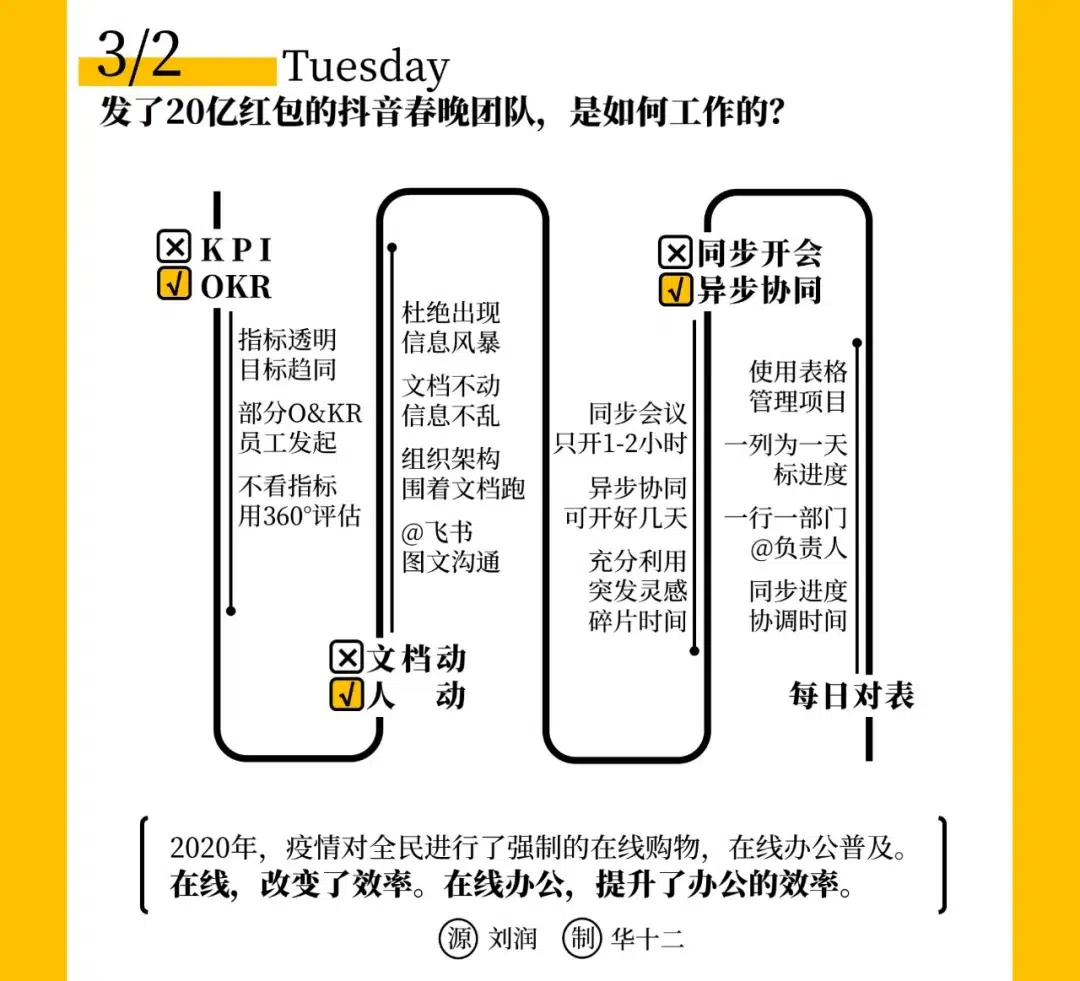 3/2
Tuesday
发了20亿红包的抖音春晚团队，是如何工作的？
KPI
√ OKR
指标透明
目标趋同
部分O&KR
员工发起
不看指标
用360°评估
文档动
√ 人 动
杜绝出现
信息风暴
文档不动
信息不乱
组织架构
围着文档跑
@飞书
图文沟通
同步开会
√ 异步协同
同步会议
只开1-2小时
异步协同
可开好几天
充分利用
突发灵感
碎片时间
每日对表
使用表格
管理项目
一列为一天
标进度
一行一部门
@负责人
同步进度
协调时间
2020年，疫情对全民进行了强制的在线购物，在线办公普及。
在线，改变了效率。在线办公，提升了办公的效率。
源 刘润 制 华十二